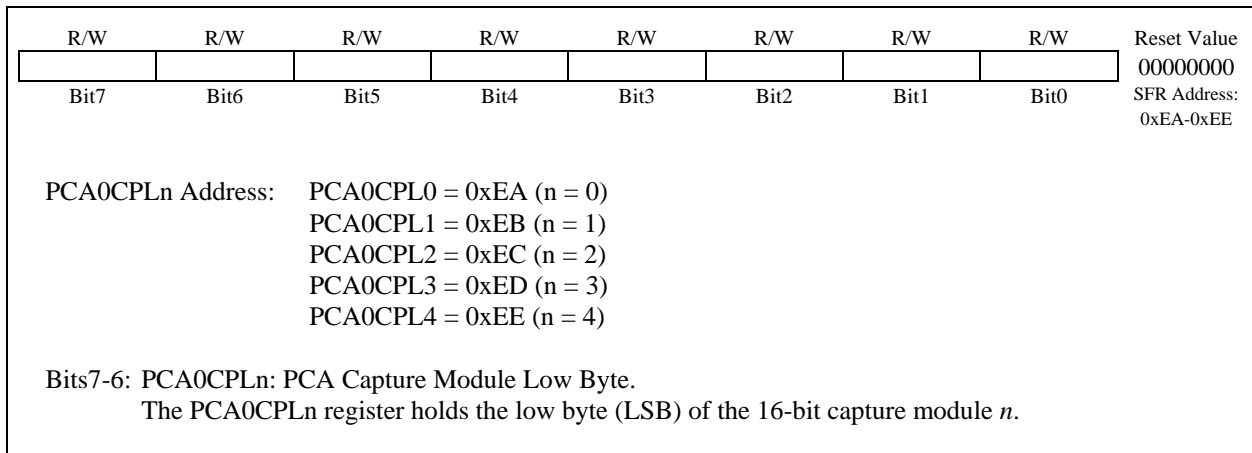 R/W R/W R/W R/W R/W R/W R/W R/W Reset Value
00000000
Bit7 Bit6 Bit5 Bit4 Bit3 Bit2 Bit1 Bit0 SFR Address:
0xEA-0xEE
PCA0CPLn Address: PCA0CPL0 = 0xEA (n = 0)
PCA0CPL1 = 0xEB (n = 1)
PCA0CPL2 = 0xEC (n = 2)
PCA0CPL3 = 0xED (n = 3)
PCA0CPL4 = 0xEE (n = 4)
Bits7-6: PCA0CPLn: PCA Capture Module Low Byte.
The PCA0CPLn register holds the low byte (LSB) of the 16-bit capture module n.